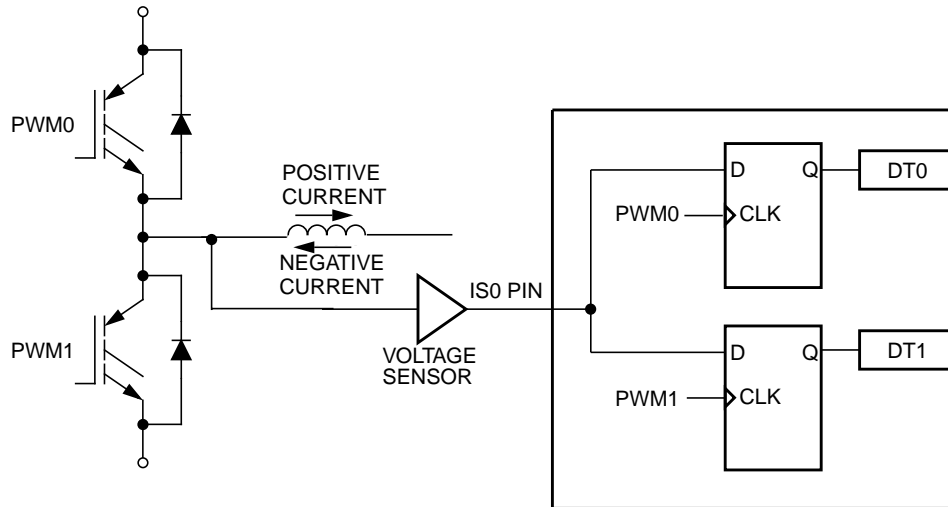 PWM0
PWM1
POSITIVE
CURRENT
NEGATIVE
CURRENT
VOLTAGE
SENSOR
IS0 PIN
D
Q
DT0
PWM0
CLK
D
Q
DT1
PWM1
CLK